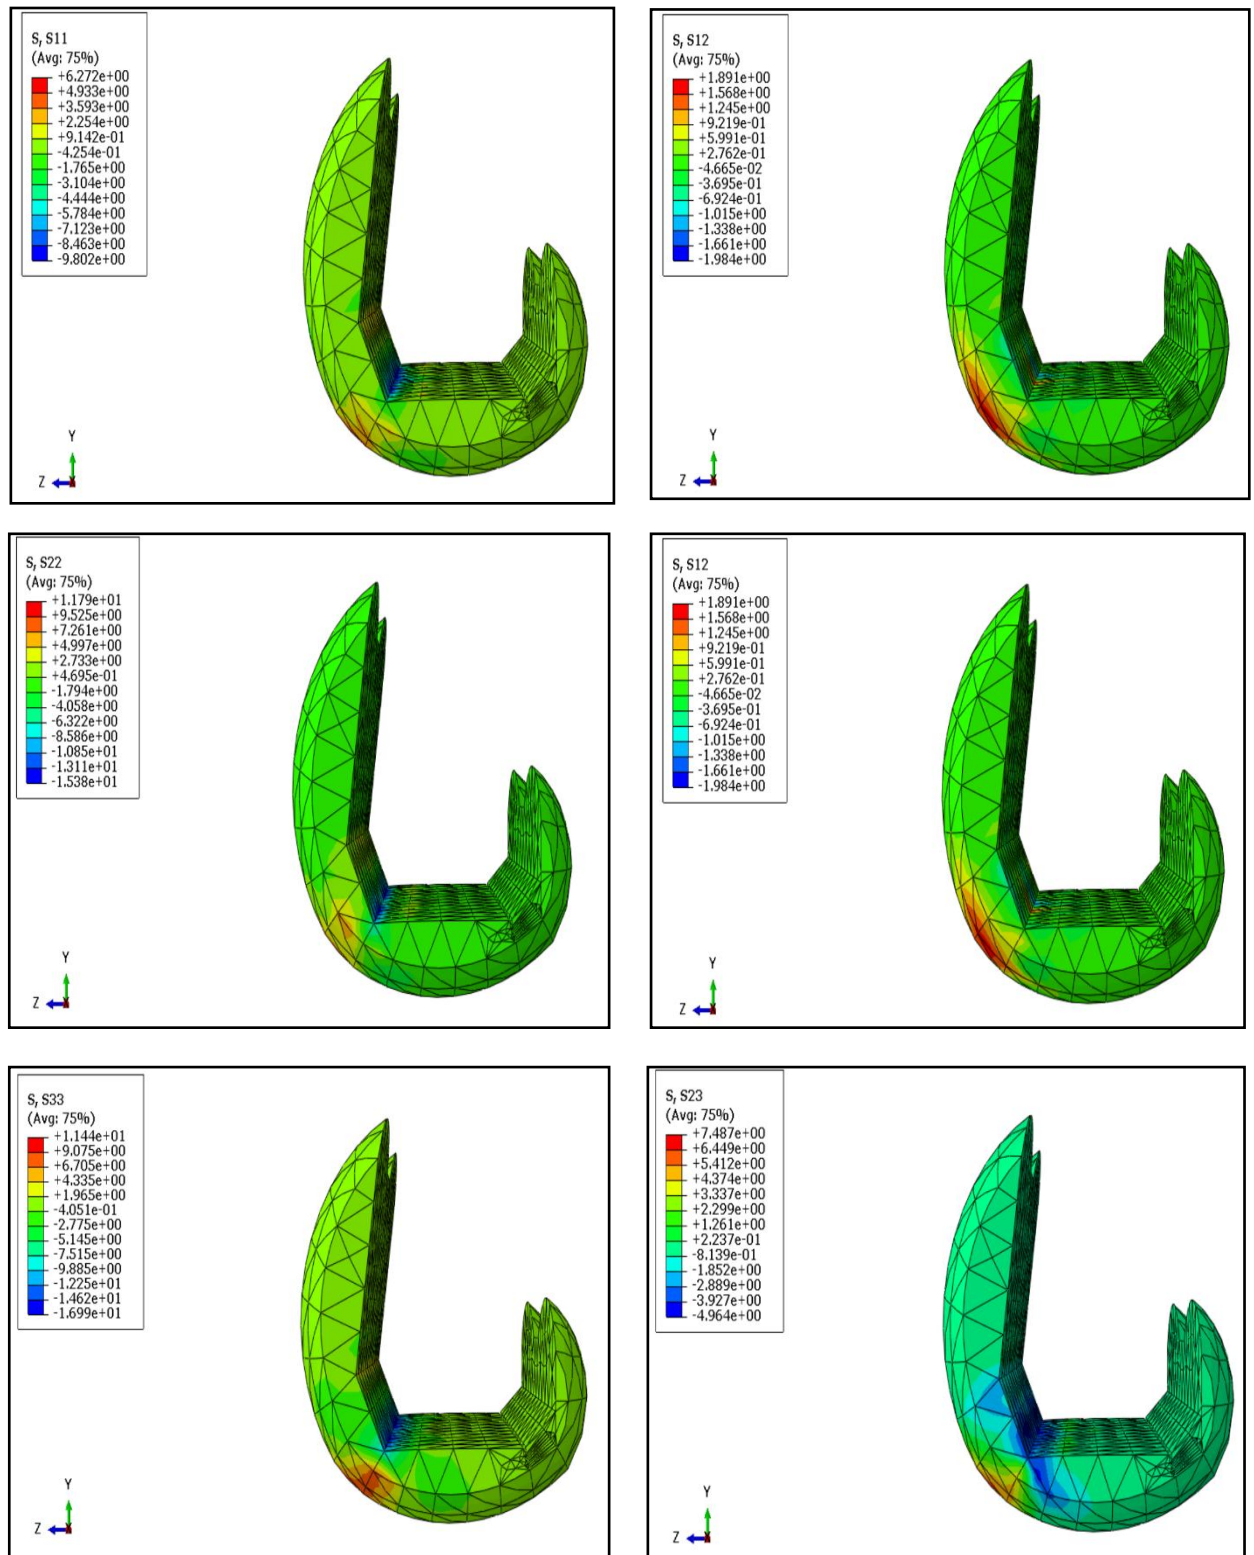 S, S11
(Avg: 75%)
+6.272e+00
+4.933e+00
+3.593e+00
+2.254e+00
+9.142e-01
-4.254e-01
-1.765e+00
-3.104e+00
-4.444e+00
-5.784e+00
-7.123e+00
-8.463e+00
-9.802e+00
Y
Z
S, S12
(Avg: 75%)
+1.891e+00
+1.568e+00
+1.245e+00
+9.219e-01
+5.991e-01
+2.762e-01
-4.665e-02
-3.695e-01
-6.924e-01
-1.015e+00
-1.338e+00
-1.661e+00
-1.984e+00
Y
Z
S, S22
(Avg: 75%)
+1.179e+01
+9.525e+00
+7.261e+00
+4.997e+00
+2.733e+00
+4.695e-01
-1.794e+00
-4.058e+00
-6.322e+00
-8.586e+00
-1.085e+01
-1.311e+01
-1.538e+01
Y
Z
S, S12
(Avg: 75%)
+1.891e+00
+1.568e+00
+1.245e+00
+9.219e-01
+5.991e-01
+2.762e-01
-4.665e-02
-3.695e-01
-6.924e-01
-1.015e+00
-1.338e+00
-1.661e+00
-1.984e+00
Y
Z
S, S33
(Avg: 75%)
+1.144e+01
+9.075e+00
+6.705e+00
+4.335e+00
+1.965e+00
-4.051e-01
-2.775e+00
-5.145e+00
-7.515e+00
-9.885e+00
-1.225e+01
-1.462e+01
-1.699e+01
Y
Z
S, S23
(Avg: 75%)
+7.487e+00
+6.449e+00
+5.412e+00
+4.374e+00
+3.337e+00
+2.299e+00
+1.261e+00
+2.237e-01
-8.139e-01
-1.852e+00
-2.889e+00
-3.927e+00
-4.964e+00
Y
Z